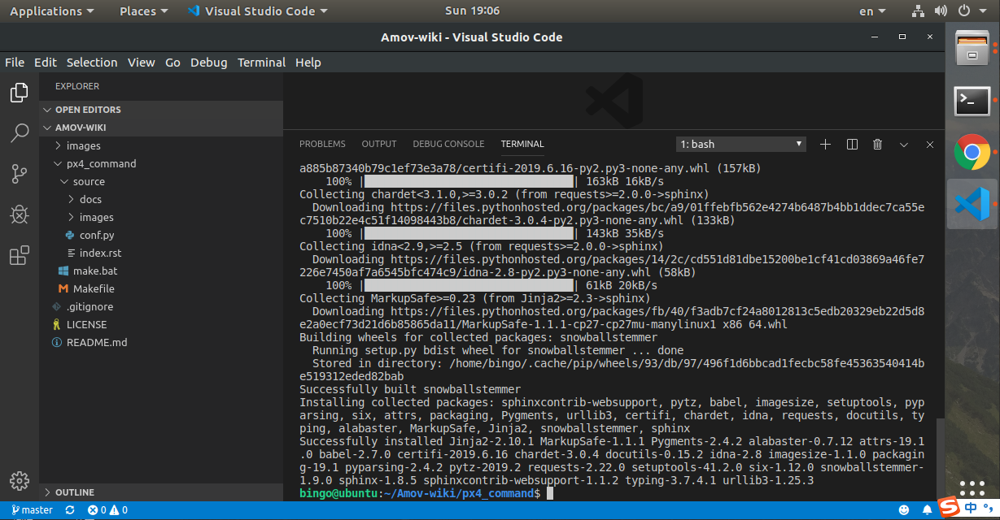 Applications Places Visual Studio Code Sun 19:06 en
Amov-wiki - Visual Studio Code
File Edit Selection View Go Debug Terminal Help
EXPLORER
OPEN EDITORS
AMOV-WIKI
images
px4_command
source
docs
images
conf.py
index.rst
make.bat
M Makefile
.gitignore
LICENSE
README.md
OUTLINE
PROBLEMS OUTPUT DEBUG CONSOLE TERMINAL 1: bash
a885b87340b79c1ef73e3a78/certifi-2019.6.16-py2.py3-none-any.whl (157kB)
100% | | 163kB 16kB/s
Collecting chardet<3.1.0,>=3.0.2 (from requests>=2.0.0->sphinx)
Downloading https://files.pythonhosted.org/packages/bc/a9/01ffebfb562e4274b6487b4bb1ddec7ca55e
c7510b22e4c51f14098443b8/chardet-3.0.4-py2.py3-none-any.whl (133kB)
100% | | 143kB 35kB/s
Collecting idna<2.9,>=2.5 (from requests>=2.0.0->sphinx)
Downloading https://files.pythonhosted.org/packages/14/2c/cd551d81dbe15200be1cf41cd03869a46fe7
226e7450af7a6545bfc474c9/idna-2.8-py2.py3-none-any.whl (58kB)
100% | | 61kB 20kB/s
Collecting MarkupSafe>=0.23 (from Jinja2>=2.3->sphinx)
Downloading https://files.pythonhosted.org/packages/fb/40/f3adb7cf24a8012813c5edb20329eb22d5d8
e2a0ecf73d21d6b85865da11/MarkupSafe-1.1.1-cp27-cp27mu-manylinux1 x86 64.whl
Building wheels for collected packages: snowballstemmer
Running setup.py bdist wheel for snowballstemmer ... done
Stored in directory: /home/bingo/.cache/pip/wheels/93/db/97/496f1d6bbcad1fecbc58fe45363540414b
e519312eded82bab
Successfully built snowballstemmer
Installing collected packages: sphinxcontrib-websupport, pytz, babel, imagesize, setuptools, pyp
arsing, six, attrs, packaging, Pygments, urllib3, certifi, chardet, idna, requests, docutils, ty
ping, alabaster, MarkupSafe, Jinja2, snowballstemmer, sphinx
Successfully installed Jinja2-2.10.1 MarkupSafe-1.1.1 Pygments-2.4.2 alabaster-0.7.12 attrs-19.1
.0 babel-2.7.0 certifi-2019.6.16 chardet-3.0.4 docutils-0.15.2 idna-2.8 imagesize-1.1.0 packagin
g-19.1 pyparsing-2.4.2 pytz-2019.2 requests-2.22.0 setuptools-41.2.0 six-1.12.0 snowballstemmer-
1.9.0 sphinx-1.8.5 sphinxcontrib-websupport-1.1.2 typing-3.7.4.1 urllib3-1.25.3
bingo@ubuntu:~/Amov-wiki/px4_command$
master 0 0
S 中